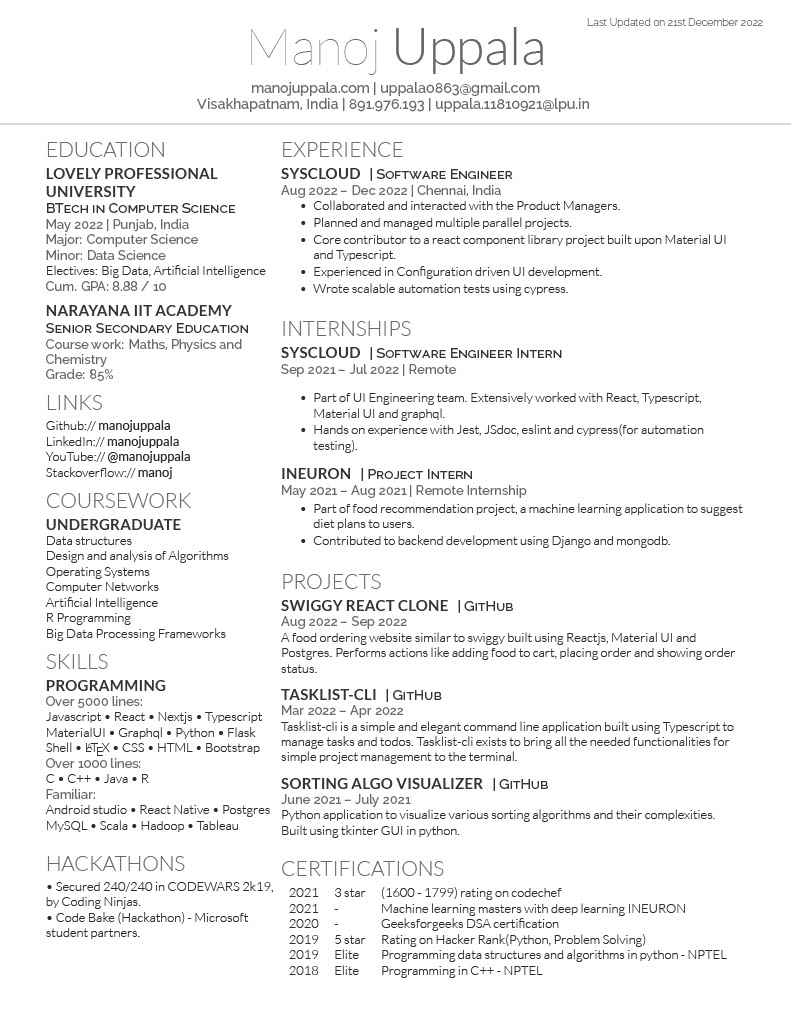 Last Updated on 21st December 2022
Manoj Uppala
manojuppala.com | uppala0863@gmail.com
Visakhapatnam, India | 891.976.193 | uppala.11810921@lpu.in
EDUCATION
LOVELY PROFESSIONAL
UNIVERSITY
BTech in Computer Science
May 2022 | Punjab, India
Major: Computer Science
Minor: Data Science
Electives: Big Data, Artificial Intelligence
Cum. GPA: 8.88 / 10
NARAYANA IIT ACADEMY
Senior Secondary Education
Course work: Maths, Physics and
Chemistry
Grade: 85%
LINKS
Github:// manojuppala
LinkedIn:// manojuppala
YouTube:// @manojuppala
Stackoverflow:// manoj
COURSEWORK
UNDERGRADUATE
Data structures
Design and analysis of Algorithms
Operating Systems
Computer Networks
Artificial Intelligence
R Programming
Big Data Processing Frameworks
SKILLS
PROGRAMMING
Over 5000 lines:
Javascript • React • Nextjs • Typescript
MaterialUI • Graphql • Python • Flask
Shell • LATEX • CSS • HTML • Bootstrap
Over 1000 lines:
C • C++ • Java • R
Familiar:
Android studio • React Native • Postgres
MySQL • Scala • Hadoop • Tableau
HACKATHONS
• Secured 240/240 in CODEWARS 2k19,
by Coding Ninjas.
• Code Bake (Hackathon) - Microsoft
student partners.
EXPERIENCE
SYSCLOUD | Software Engineer
Aug 2022 – Dec 2022 | Chennai, India
• Collaborated and interacted with the Product Managers.
• Planned and managed multiple parallel projects.
• Core contributor to a react component library project built upon Material UI
and Typescript.
• Experienced in Configuration driven UI development.
• Wrote scalable automation tests using cypress.
INTERNSHIPS
SYSCLOUD | Software Engineer Intern
Sep 2021 – Jul 2022 | Remote
• Part of UI Engineering team. Extensively worked with React, Typescript,
Material UI and graphql.
• Hands on experience with Jest, JSdoc, eslint and cypress(for automation
testing).
INEURON | Project Intern
May 2021 – Aug 2021 | Remote Internship
• Part of food recommendation project, a machine learning application to suggest
diet plans to users.
• Contributed to backend development using Django and mongodb.
PROJECTS
SWIGGY REACT CLONE | GitHub
Aug 2022 – Sep 2022
A food ordering website similar to swiggy built using Reactjs, Material UI and
Postgres. Performs actions like adding food to cart, placing order and showing order
status.
TASKLIST-CLI | GitHub
Mar 2022 – Apr 2022
Tasklist-cli is a simple and elegant command line application built using Typescript to
manage tasks and todos. Tasklist-cli exists to bring all the needed functionalities for
simple project management to the terminal.
SORTING ALGO VISUALIZER | GitHub
June 2021 – July 2021
Python application to visualize various sorting algorithms and their complexities.
Built using tkinter GUI in python.
CERTIFICATIONS
2021 3 star (1600 - 1799) rating on codechef
2021 - Machine learning masters with deep learning INEURON
2020 - Geeksforgeeks DSA certification
2019 5 star Rating on Hacker Rank(Python, Problem Solving)
2019 Elite Programming data structures and algorithms in python - NPTEL
2018 Elite Programming in C++ - NPTEL